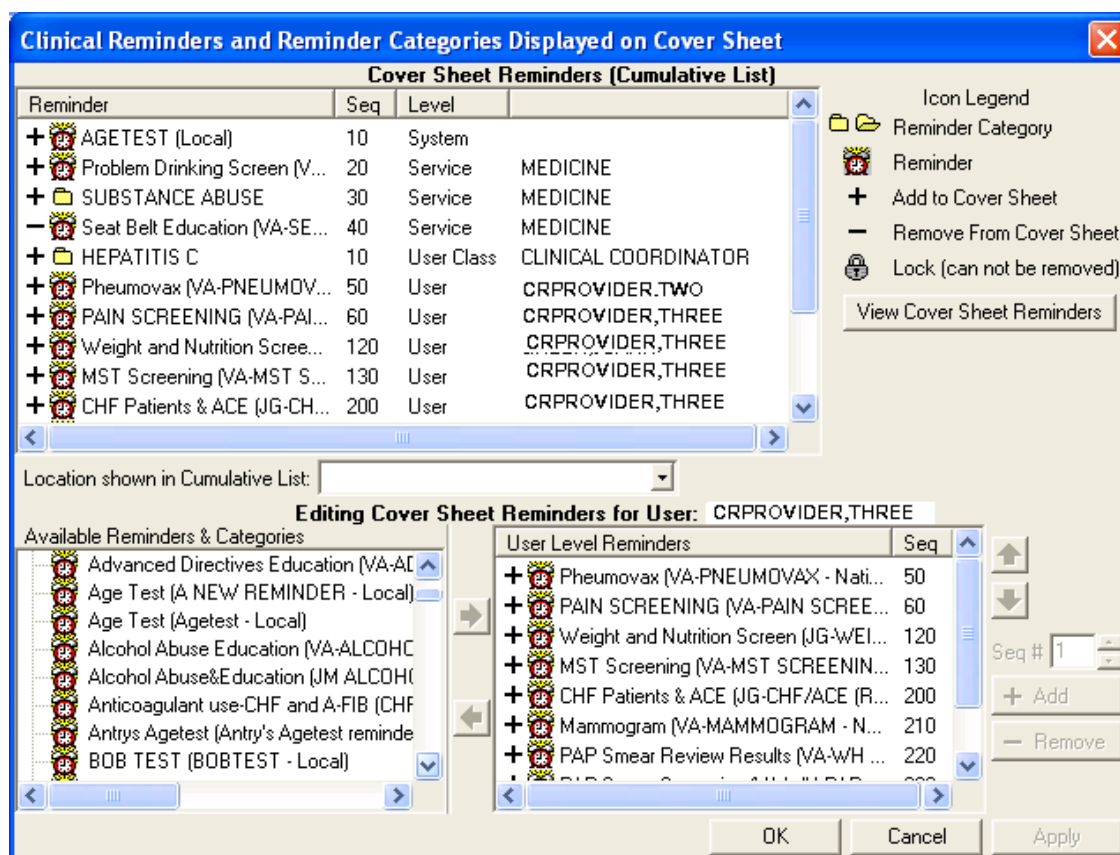 Clinical Reminders and Reminder Categories Displayed on Cover Sheet
Cover Sheet Reminders (Cumulative List)
Reminder Seq Level
AGETEST (Local) 10 System
Problem Drinking Screen (V... 20 Service MEDICINE
SUBSTANCE ABUSE 30 Service MEDICINE
Seat Belt Education (VA-SE... 40 Service MEDICINE
HEPATITIS C 10 User Class CLINICAL COORDINATOR
Pheumovax (VA-PNEUMOV... 50 User CRPROVIDER.TWO
PAIN SCREENING (VA-PAI... 60 User CRPROVIDER,THREE
Weight and Nutrition Scree... 120 User CRPROVIDER,THREE
MST Screening (VA-MST S... 130 User CRPROVIDER,THREE
CHF Patients & ACE (JG-CH... 200 User CRPROVIDER,THREE
Icon Legend
Reminder Category
Reminder
Add to Cover Sheet
Remove From Cover Sheet
Lock (can not be removed)
View Cover Sheet Reminders
Location shown in Cumulative List:
Editing Cover Sheet Reminders for User: CRPROVIDER,THREE
Available Reminders & Categories
Advanced Directives Education (VA-AD
Age Test (A NEW REMINDER - Local)
Age Test (Agetest - Local)
Alcohol Abuse Education (VA-ALCOHO
Alcohol Abuse&Education (JM ALCOHO
Anticoagulant use-CHF and A-FIB (CHF
Antrys Agetest (Antry's Agetest reminde
BOB TEST (BOBTEST - Local)
User Level Reminders Seq
Pheumovax (VA-PNEUMOVAX - Nati... 50
PAIN SCREENING (VA-PAIN SCREE... 60
Weight and Nutrition Screen (JG-WEI... 120
MST Screening (VA-MST SCREENIN... 130
CHF Patients & ACE (JG-CHF/ACE (R... 200
Mammogram (VA-MAMMOGRAM - N... 210
PAP Smear Review Results (VA-WH ... 220
Seq # 1
Add
Remove
OK Cancel Apply